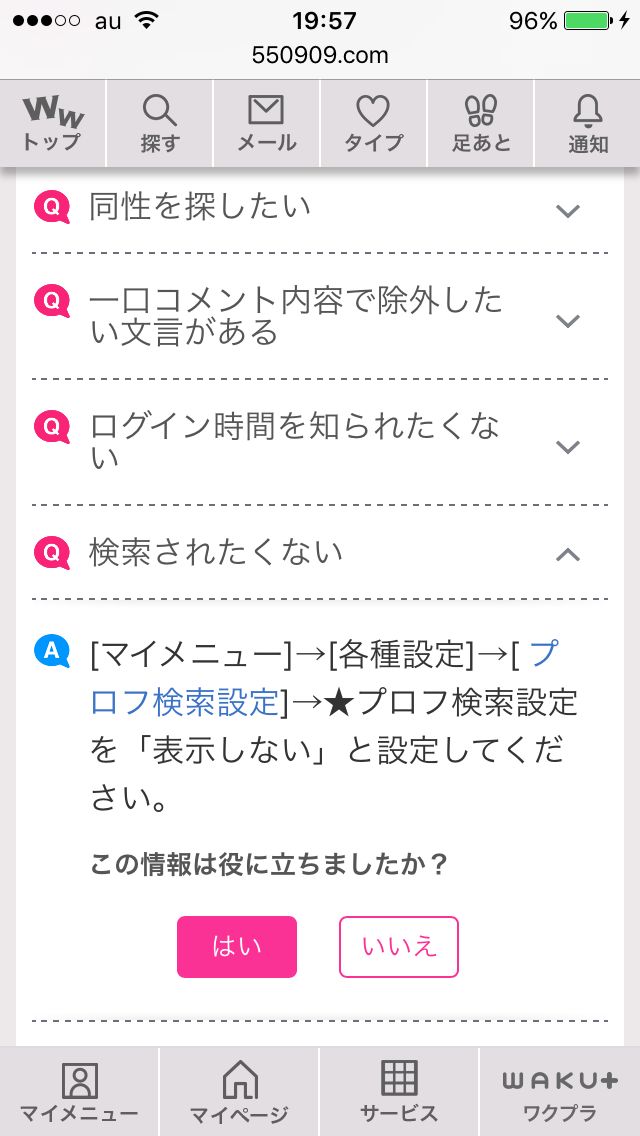 au 19:57 96%
550909.com
WW
トップ 探す メール タイプ 足あと 通知
Q 同性を探したい
Q 一口コメント内容で除外した
い文言がある
Q ログイン時間を知られたくな
い
Q 検索されたくない
A [マイメニュー]→[各種設定]→[ プ
ロフ検索設定]→★プロフ検索設定
を「表示しない」と設定してくだ
さい。
この情報は役に立ちましたか？
はい いいえ
WAKU+
マイメニュー マイページ サービス ワクプラ